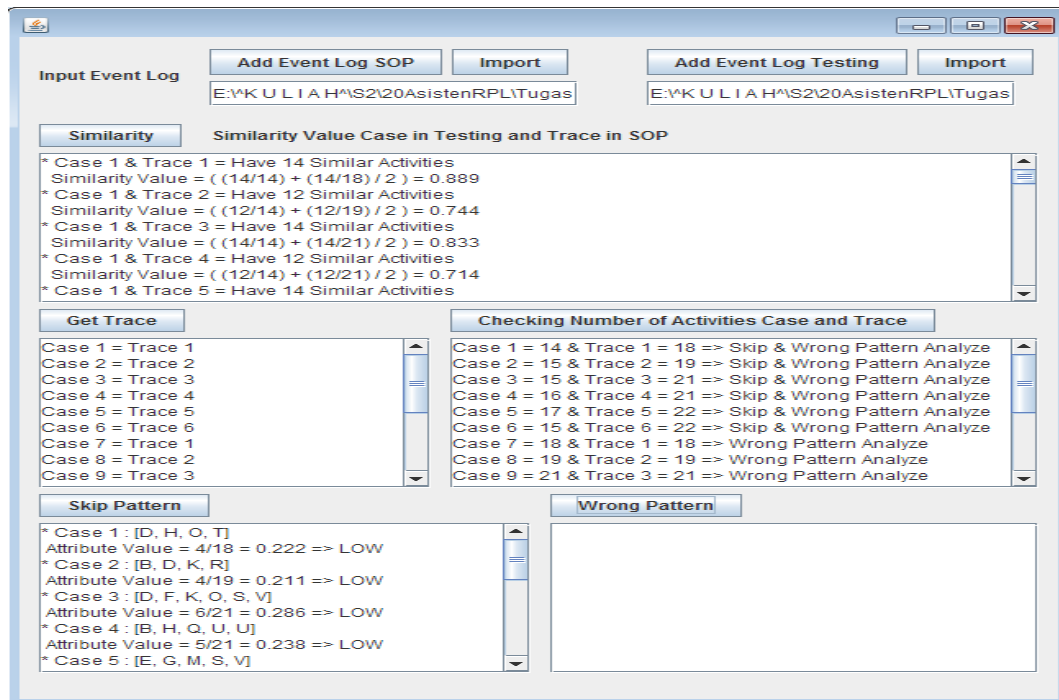 Add Event Log SOP Import Add Event Log Testing Import
Input Event Log
E:\^K U L I A H^\S2\20AsistenRPL\Tugas E:\^K U L I A H^\S2\20AsistenRPL\Tugas
Similarity Similarity Value Case in Testing and Trace in SOP
* Case 1 & Trace 1 = Have 14 Similar Activities
Similarity Value = ( (14/14) + (14/18) / 2 ) = 0.889
* Case 1 & Trace 2 = Have 12 Similar Activities
Similarity Value = ( (12/14) + (12/19) / 2 ) = 0.744
* Case 1 & Trace 3 = Have 14 Similar Activities
Similarity Value = ( (14/14) + (14/21) / 2 ) = 0.833
* Case 1 & Trace 4 = Have 12 Similar Activities
Similarity Value = ( (12/14) + (12/21) / 2 ) = 0.714
* Case 1 & Trace 5 = Have 14 Similar Activities
Get Trace
Case 1 = Trace 1
Case 2 = Trace 2
Case 3 = Trace 3
Case 4 = Trace 4
Case 5 = Trace 5
Case 6 = Trace 6
Case 7 = Trace 1
Case 8 = Trace 2
Case 9 = Trace 3
Checking Number of Activities Case and Trace
Case 1 = 14 & Trace 1 = 18 => Skip & Wrong Pattern Analyze
Case 2 = 15 & Trace 2 = 19 => Skip & Wrong Pattern Analyze
Case 3 = 15 & Trace 3 = 21 => Skip & Wrong Pattern Analyze
Case 4 = 16 & Trace 4 = 21 => Skip & Wrong Pattern Analyze
Case 5 = 17 & Trace 5 = 22 => Skip & Wrong Pattern Analyze
Case 6 = 15 & Trace 6 = 22 => Skip & Wrong Pattern Analyze
Case 7 = 18 & Trace 1 = 18 => Wrong Pattern Analyze
Case 8 = 19 & Trace 2 = 19 => Wrong Pattern Analyze
Case 9 = 21 & Trace 3 = 21 => Wrong Pattern Analyze
Skip Pattern
* Case 1 : [D, H, O, T]
Attribute Value = 4/18 = 0.222 => LOW
* Case 2 : [B, D, K, R]
Attribute Value = 4/19 = 0.211 => LOW
* Case 3 : [D, F, K, O, S, V]
Attribute Value = 6/21 = 0.286 => LOW
* Case 4 : [B, H, Q, U, U]
Attribute Value = 5/21 = 0.238 => LOW
* Case 5 : [E, G, M, S, V]
Wrong Pattern